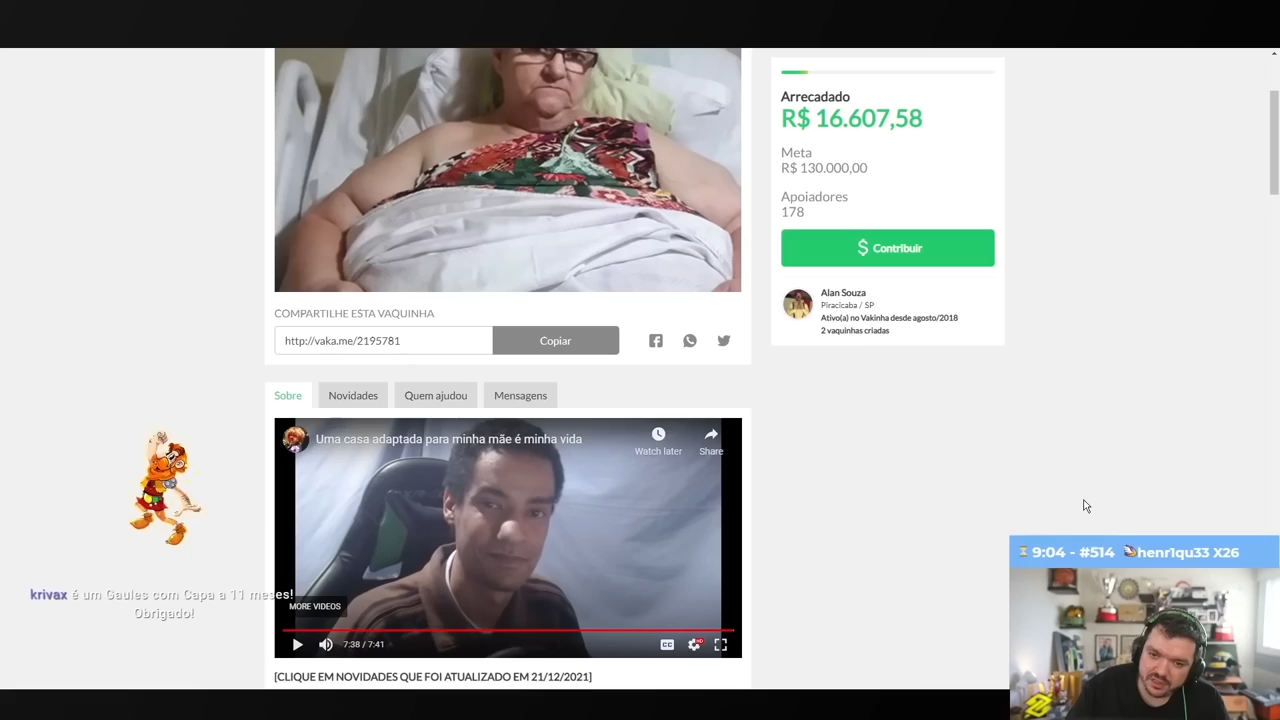 Arrecadado
R$ 16.607,58
Meta
R$ 130.000,00
Apoiadores
178
$ Contribuir
Alan Souza
Piracicaba / SP
Ativo(a) no Vakinha desde agosto/2018
2 vaquinhas criadas
COMPARTILHE ESTA VAQUINHA
http://vaka.me/2195781
Copiar
Sobre
Novidades
Quem ajudou
Mensagens
Uma casa adaptada para minha mãe é minha vida
Watch later
Share
MORE VIDEOS
7:38 / 7:41
CC
HD
[CLIQUE EM NOVIDADES QUE FOI ATUALIZADO EM 21/12/2021]
krivax é um Gaules com Capa a 11 meses!
Obrigado!
9:04 - #514 henr1qu33 X26